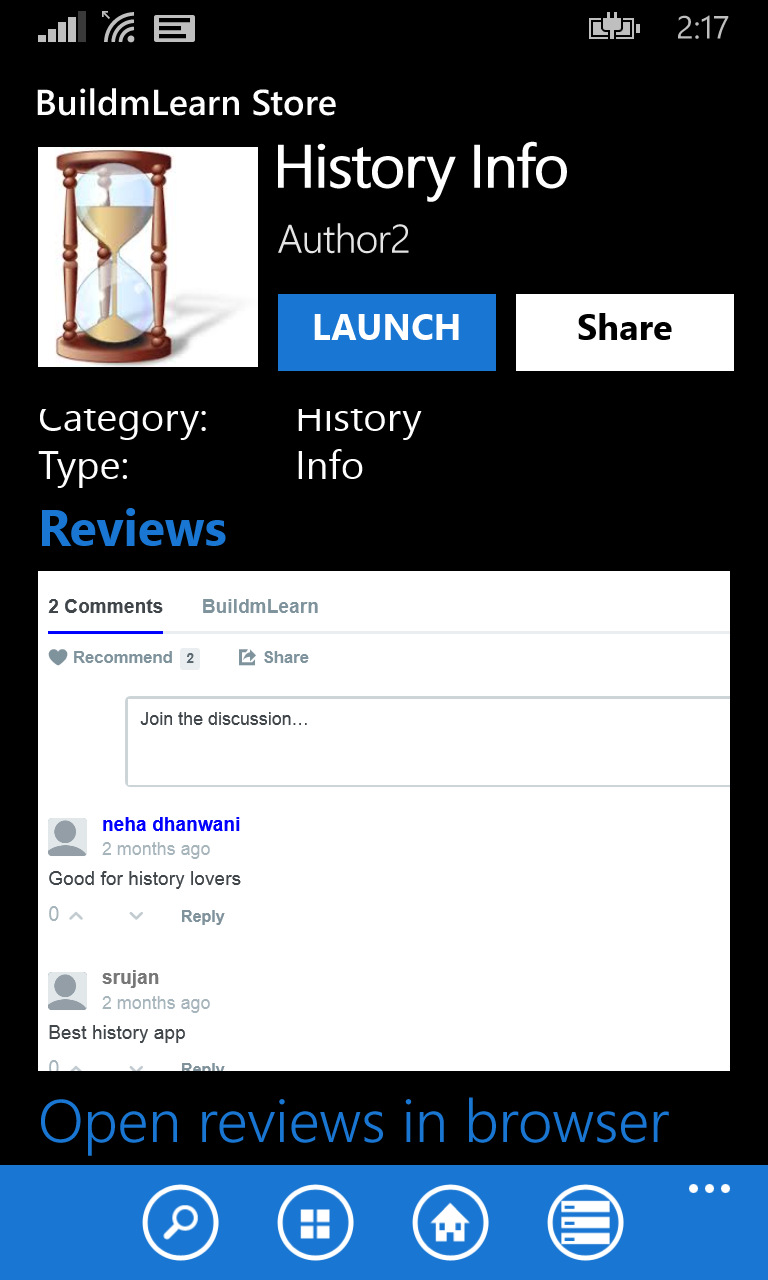 2:17
BuildmLearn Store
History Info
Author2
LAUNCH Share
Category: History
Type: Info
Reviews
2 Comments BuildmLearn
Recommend 2 Share
Join the discussion…
neha dhanwani
2 months ago
Good for history lovers
0 Reply
srujan
2 months ago
Best history app
0 Reply
Open reviews in browser